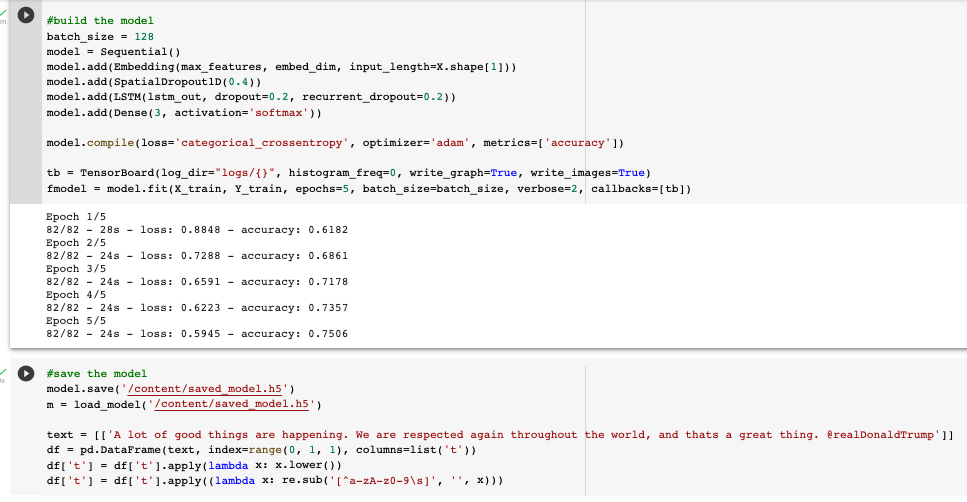 #build the model
batch_size = 128
model = Sequential()
model.add(Embedding(max_features, embed_dim, input_length=X.shape[1]))
model.add(SpatialDropout1D(0.4))
model.add(LSTM(lstm_out, dropout=0.2, recurrent_dropout=0.2))
model.add(Dense(3, activation='softmax'))
model.compile(loss='categorical_crossentropy', optimizer='adam', metrics=['accuracy'])
tb = TensorBoard(log_dir="logs/{}", histogram_freq=0, write_graph=True, write_images=True)
fmodel = model.fit(X_train, Y_train, epochs=5, batch_size=batch_size, verbose=2, callbacks=[tb])
Epoch 1/5
82/82 - 28s - loss: 0.8848 - accuracy: 0.6182
Epoch 2/5
82/82 - 24s - loss: 0.7288 - accuracy: 0.6861
Epoch 3/5
82/82 - 24s - loss: 0.6591 - accuracy: 0.7178
Epoch 4/5
82/82 - 24s - loss: 0.6223 - accuracy: 0.7357
Epoch 5/5
82/82 - 24s - loss: 0.5945 - accuracy: 0.7506
#save the model
model.save('/content/saved_model.h5')
m = load_model('/content/saved_model.h5')
text = [['A lot of good things are happening. We are respected again throughout the world, and thats a great thing. @realDonaldTrump']]
df = pd.DataFrame(text, index=range(0, 1, 1), columns=list('t'))
df['t'] = df['t'].apply(lambda x: x.lower())
df['t'] = df['t'].apply((lambda x: re.sub('[^a-zA-z0-9\s]', '', x)))